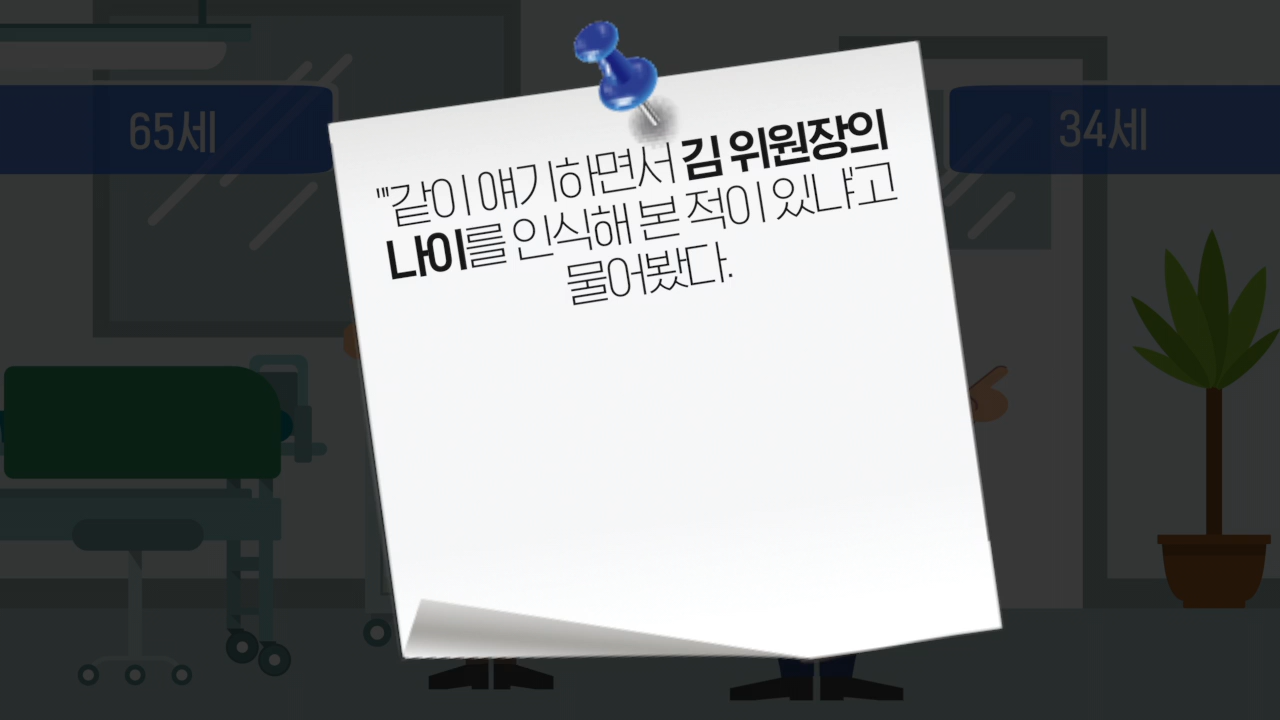 65세
34세
"'같이 얘기하면서 김 위원장의
나이를 인식해 본 적이 있냐'고
물어봤다.